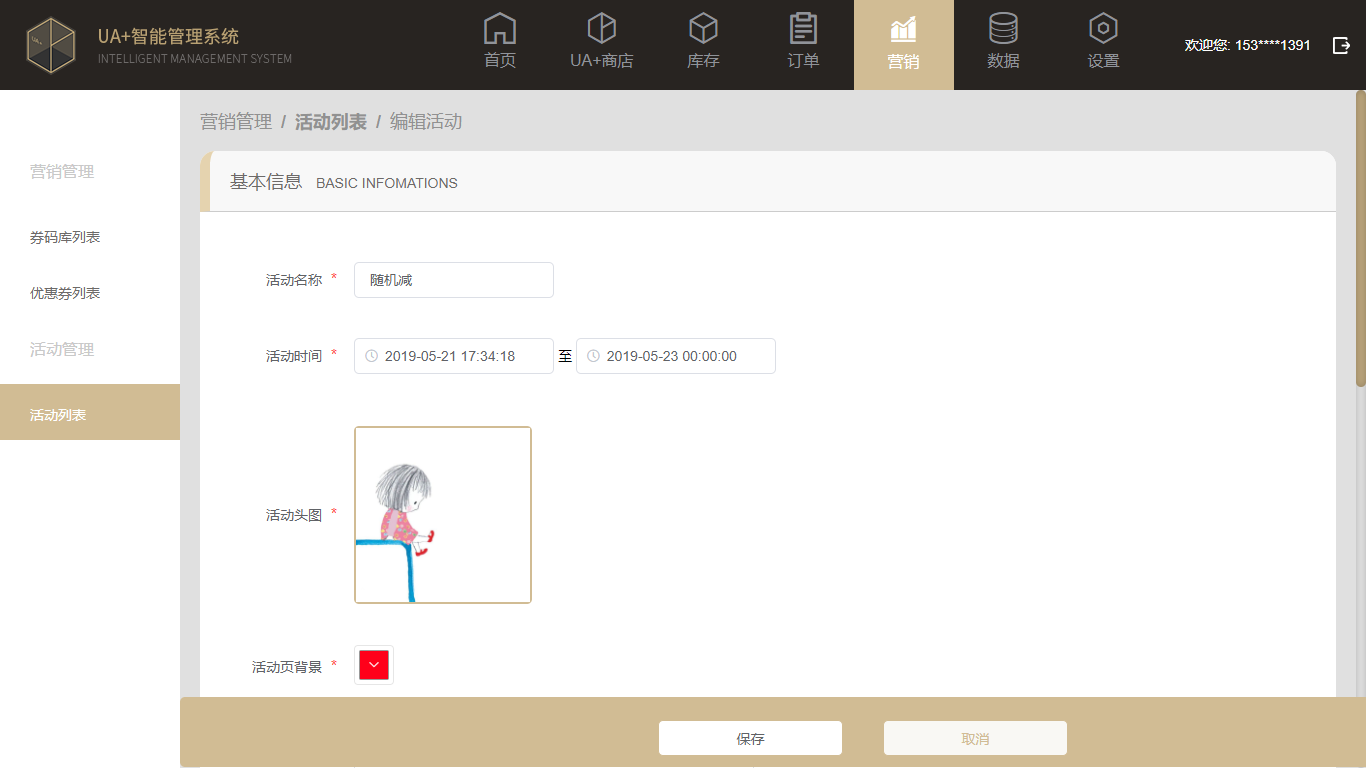 UA+智能管理系统
INTELLIGENT MANAGEMENT SYSTEM
首页
UA+商店
库存
订单
营销
数据
设置
欢迎您: 153****1391
营销管理 / 活动列表 / 编辑活动
营销管理
券码库列表
优惠券列表
活动管理
活动列表
基本信息 BASIC INFOMATIONS
活动名称 * 随机减
活动时间 * 2019-05-21 17:34:18 至 2019-05-23 00:00:00
活动头图 *
活动页背景 *
保存 取消